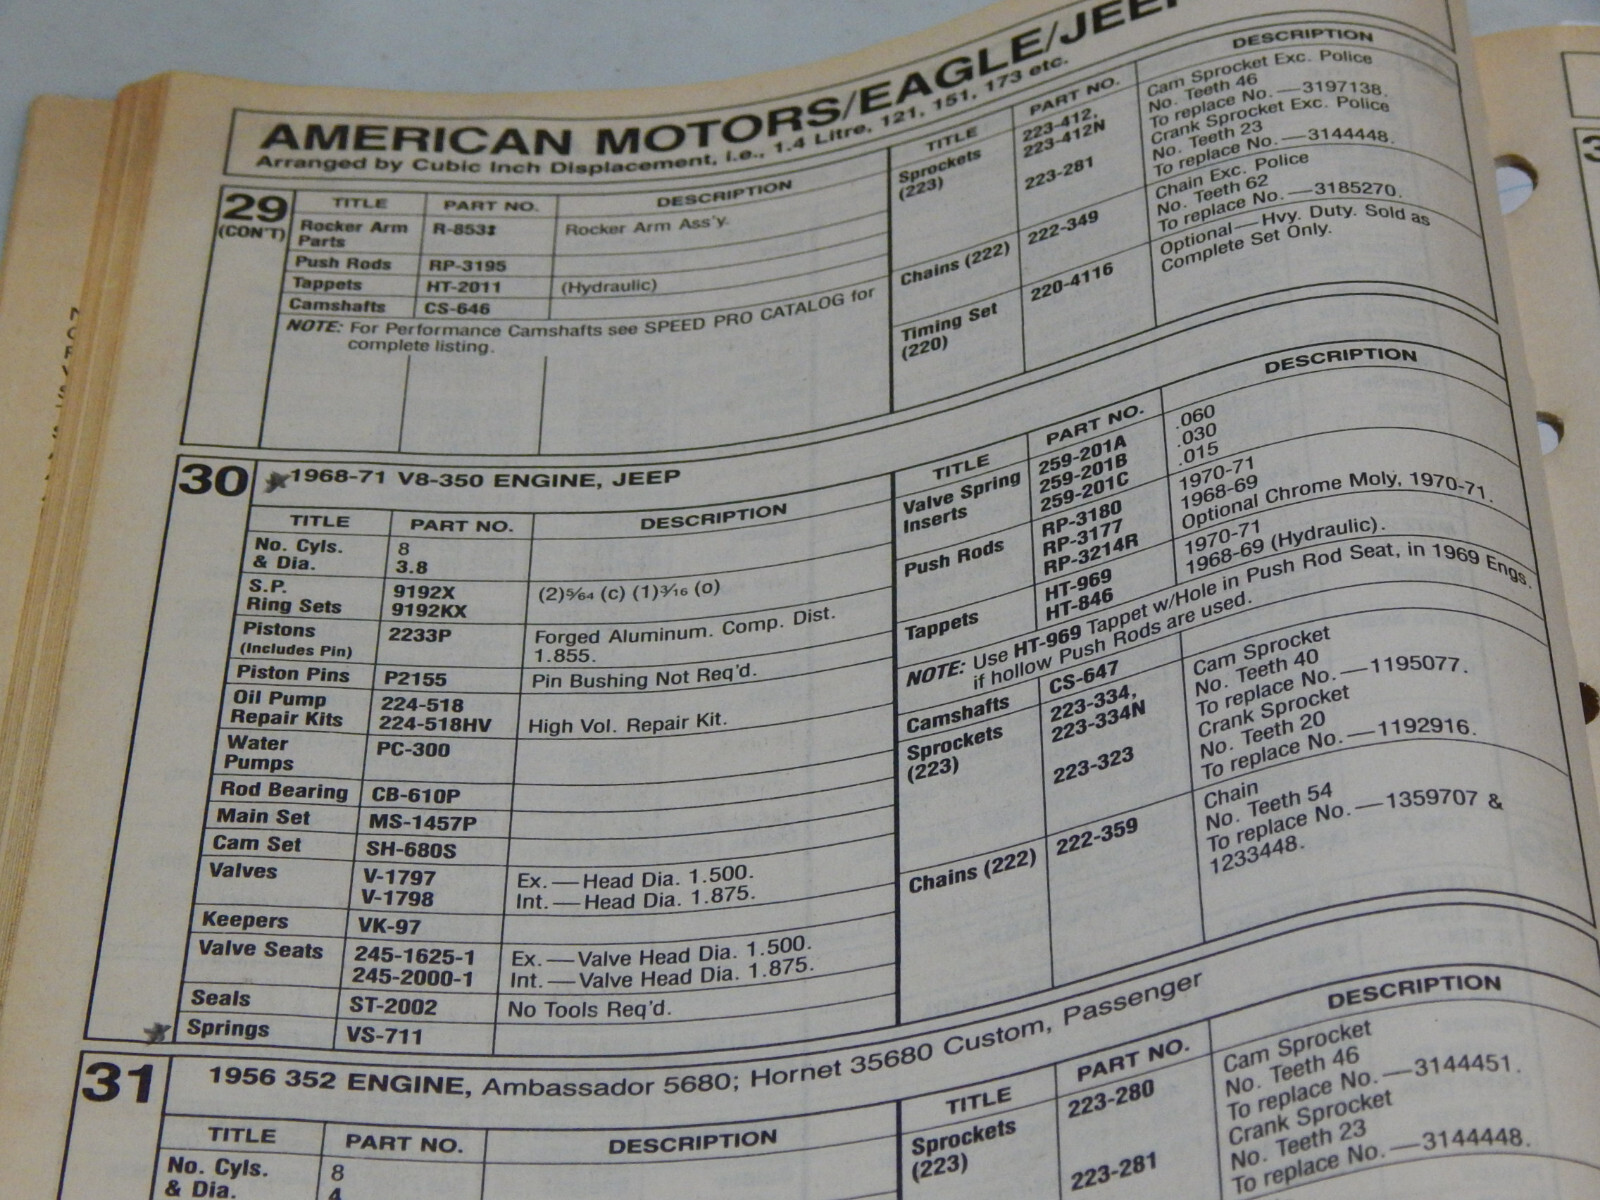 AMERICAN MOTORS/EAGLE/JEEP
Arranged by Cubic Inch Displacement, i.e., 1.4 Litre, 121, 151, 173 etc.
29
(CON'T)
TITLE PART NO. DESCRIPTION
Rocker Arm R-853‡ Rocker Arm Ass'y.
Parts
Push Rods RP-3195
Tappets HT-2011 (Hydraulic)
Camshafts CS-646
NOTE: For Performance Camshafts see SPEED PRO CATALOG for
complete listing.
TITLE PART NO. DESCRIPTION
Sprockets 223-412, Cam Sprocket Exc. Police
(223) 223-412N No. Teeth 46
To replace No.—3197138.
223-281 Crank Sprocket Exc. Police
No. Teeth 23
To replace No.—3144448.
Chains (222) 222-349 Chain Exc. Police
No. Teeth 62
To replace No.—3185270.
Timing Set 220-4116 Optional—Hvy. Duty. Sold as
(220) Complete Set Only.
30
1968-71 V8-350 ENGINE, JEEP
TITLE PART NO. DESCRIPTION
No. Cyls. 8
& Dia. 3.8
S.P. 9192X (2)5/64 (c) (1)3/16 (o)
Ring Sets 9192KX
Pistons 2233P Forged Aluminum. Comp. Dist.
(Includes Pin) 1.855.
Piston Pins P2155 Pin Bushing Not Req'd.
Oil Pump 224-518
Repair Kits 224-518HV High Vol. Repair Kit.
Water PC-300
Pumps
Rod Bearing CB-610P
Main Set MS-1457P
Cam Set SH-680S
Valves V-1797 Ex.—Head Dia. 1.500.
V-1798 Int.—Head Dia. 1.875.
Keepers VK-97
Valve Seats 245-1625-1 Ex.—Valve Head Dia. 1.500.
245-2000-1 Int.—Valve Head Dia. 1.875.
Seals ST-2002 No Tools Req'd.
Springs VS-711
TITLE PART NO. DESCRIPTION
Valve Spring 259-201A .060
Inserts 259-201B .030
259-201C .015
Push Rods RP-3180 1970-71
RP-3177 1968-69
RP-3214R Optional Chrome Moly, 1970-71.
Tappets HT-969 1970-71
HT-846 1968-69 (Hydraulic).
NOTE: Use HT-969 Tappet w/Hole in Push Rod Seat, in 1969 Engs.
if hollow Push Rods are used.
Camshafts CS-647
Sprockets 223-334, Cam Sprocket
(223) 223-334N No. Teeth 40
To replace No.—1195077.
223-323 Crank Sprocket
No. Teeth 20
To replace No.—1192916.
Chains (222) 222-359 Chain
No. Teeth 54
To replace No.—1359707 &
1233448.
31
1956 352 ENGINE, Ambassador 5680; Hornet 35680 Custom, Passenger
TITLE PART NO. DESCRIPTION
No. Cyls. 8
& Dia. 4
TITLE PART NO. DESCRIPTION
Sprockets 223-280 Cam Sprocket
(223) No. Teeth 46
To replace No.—3144451.
223-281 Crank Sprocket
No. Teeth 23
To replace No.—3144448.